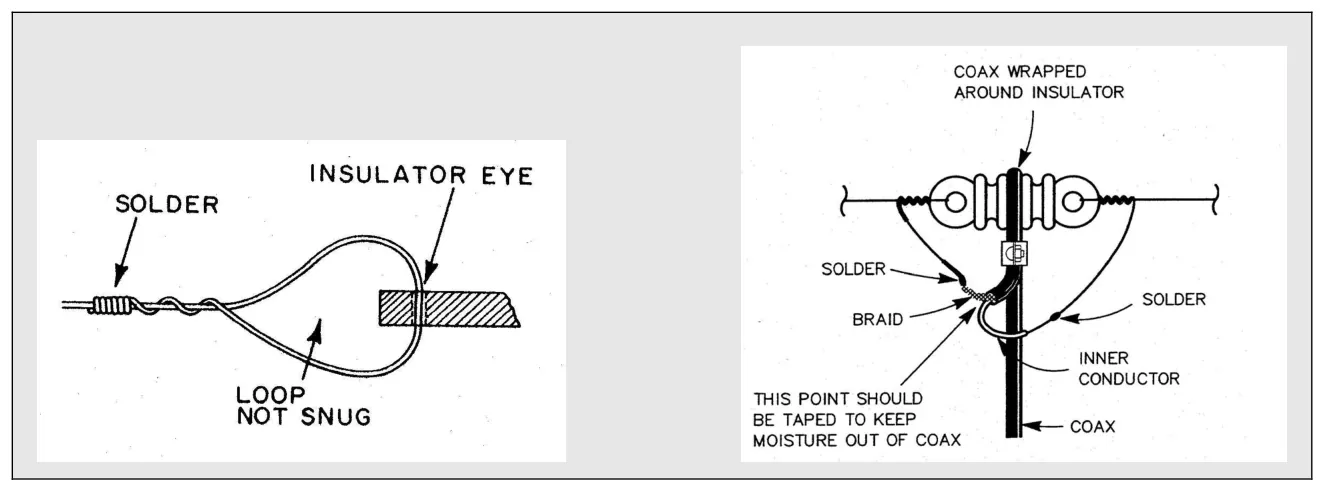 INSULATOR EYE
SOLDER
LOOP
NOT SNUG
COAX WRAPPED
AROUND INSULATOR
SOLDER
BRAID
SOLDER
INNER
CONDUCTOR
THIS POINT SHOULD
BE TAPED TO KEEP
MOISTURE OUT OF COAX
COAX